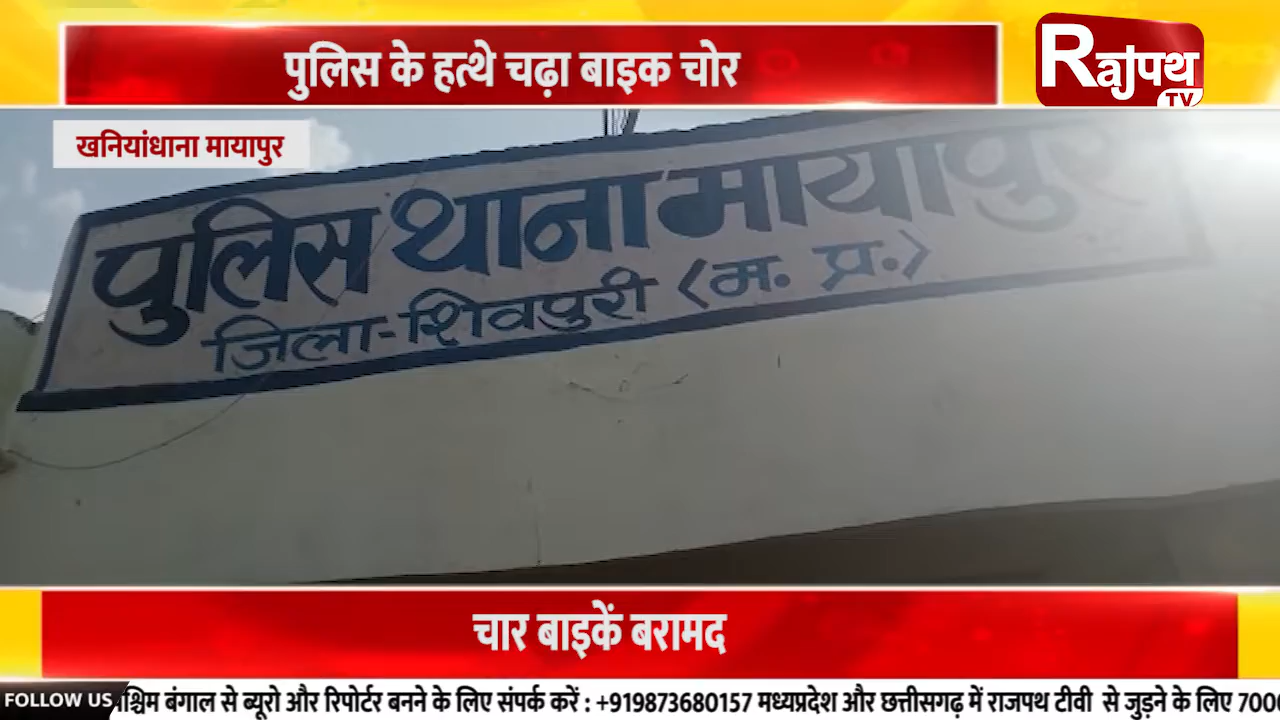 पुलिस के हत्थे चढ़ा बाइक चोर
Rajपथ TV
खनियांधाना मायापुर
पुलिस थाना मायापुर
जिला-शिवपुरी (म. प्र.)
चार बाइकें बरामद
FOLLOW US
श्चिम बंगाल से ब्यूरो और रिपोर्टर बनने के लिए संपर्क करें : +919873680157 मध्यप्रदेश और छत्तीसगढ़ में राजपथ टीवी से जुड़ने के लिए 7000